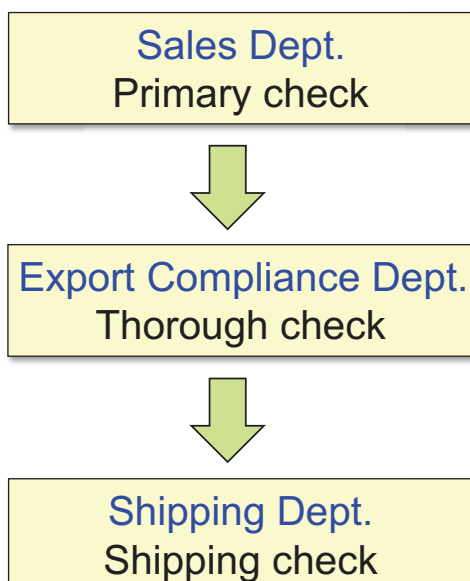 Sales Dept.
Primary check
Export Compliance Dept.
Thorough check
Shipping Dept.
Shipping check